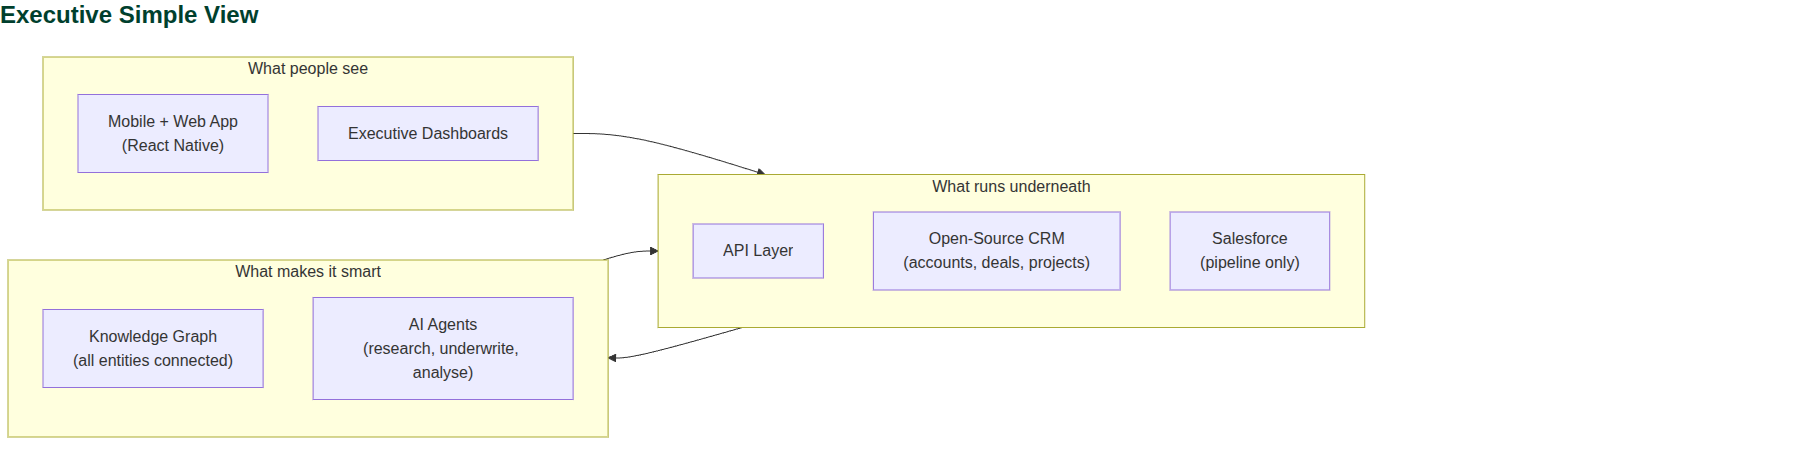 Executive Simple View
What people see
Mobile + Web App
(React Native)
Executive Dashboards
What runs underneath
API Layer
Open-Source CRM
(accounts, deals, projects)
Salesforce
(pipeline only)
What makes it smart
Knowledge Graph
(all entities connected)
AI Agents
(research, underwrite,
analyse)